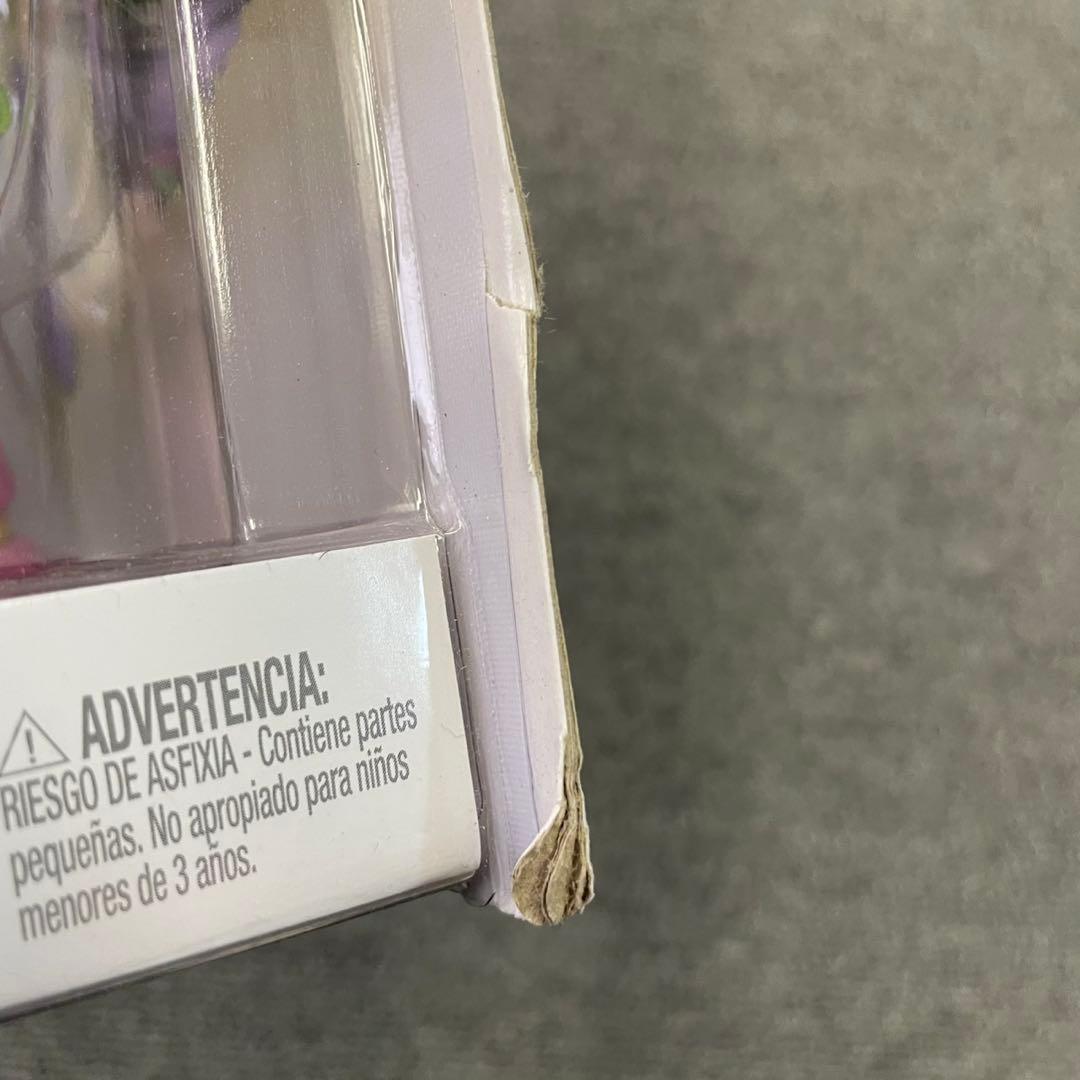 ADVERTENCIA:
RIESGO DE ASFIXIA - Contiene partes
pequeñas. No apropiado para niños
menores de 3 años.